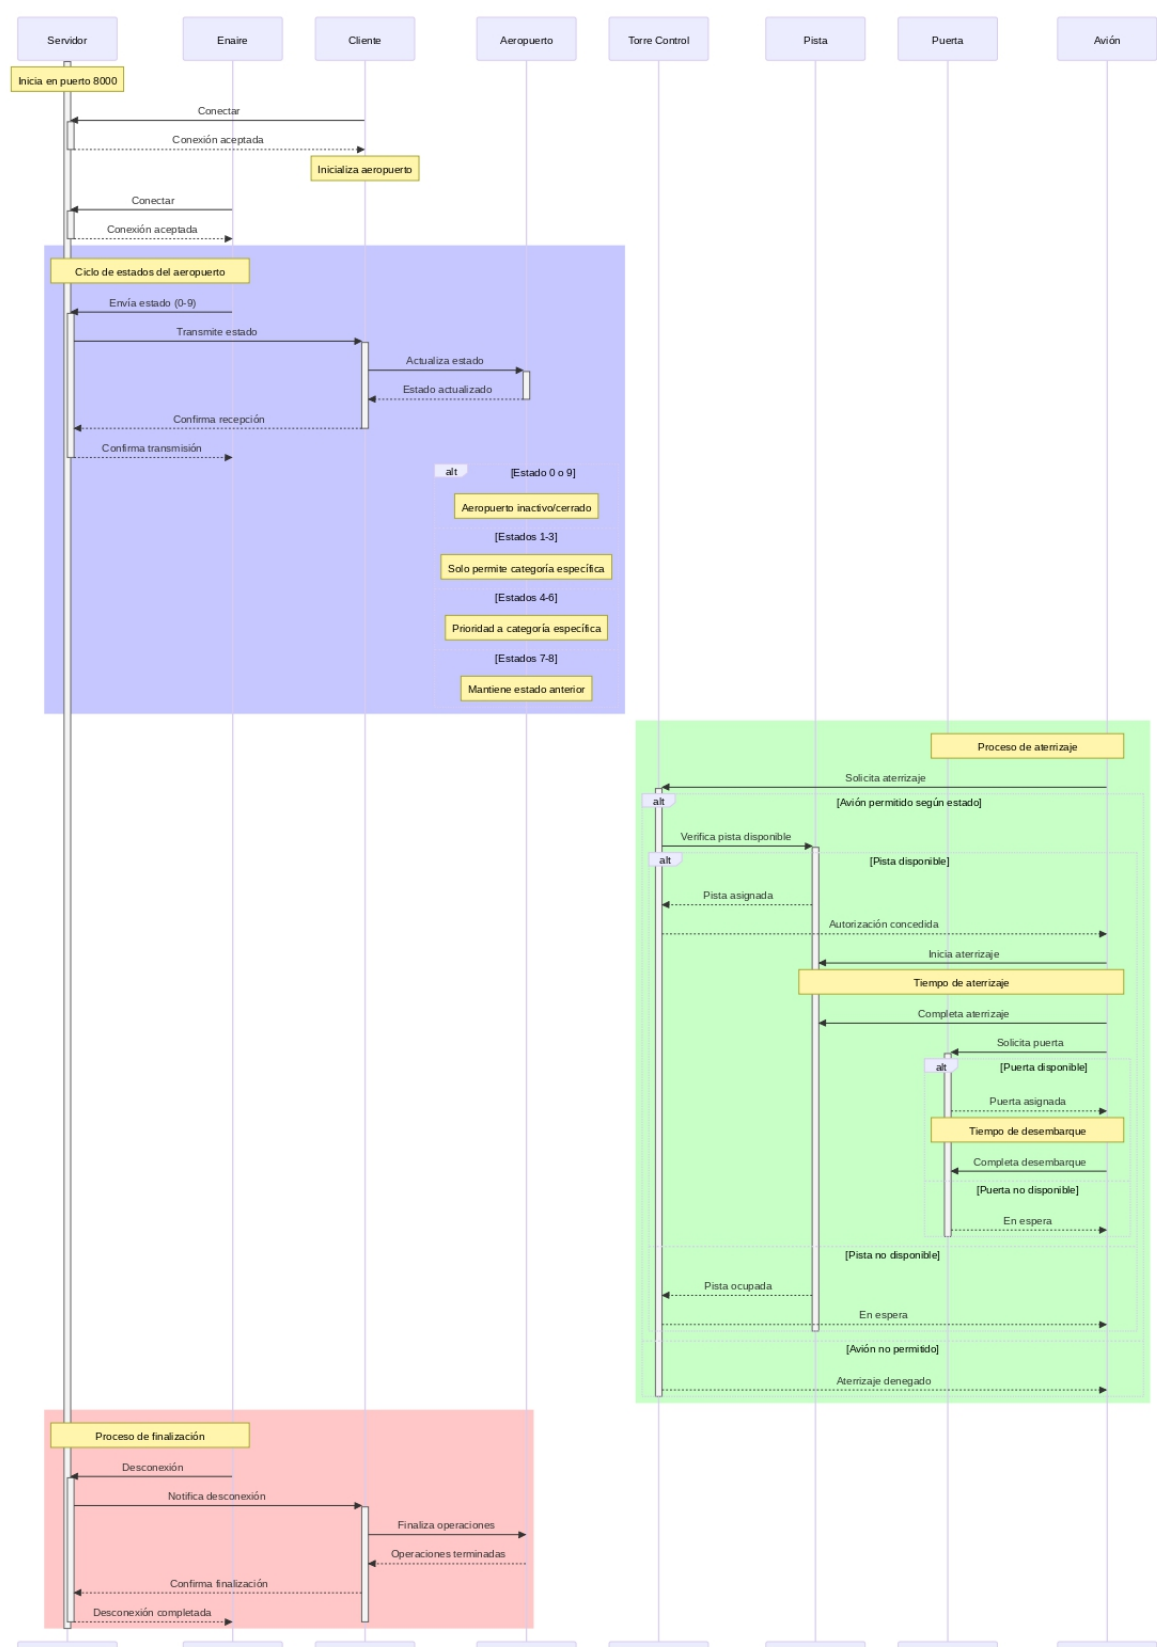 Servidor
Enaire
Cliente
Aeropuerto
Torre Control
Pista
Puerta
Avión
Inicia en puerto 8000
Conectar
Conexión aceptada
Inicializa aeropuerto
Conectar
Conexión aceptada
Ciclo de estados del aeropuerto
Envía estado (0-9)
Transmite estado
Actualiza estado
Estado actualizado
Confirma recepción
Confirma transmisión
alt
[Estado 0 o 9]
Aeropuerto inactivo/cerrado
[Estados 1-3]
Solo permite categoría específica
[Estados 4-6]
Prioridad a categoría específica
[Estados 7-8]
Mantiene estado anterior
Proceso de aterrizaje
Solicita aterrizaje
alt
[Avión permitido según estado]
Verifica pista disponible
alt
[Pista disponible]
Pista asignada
Autorización concedida
Inicia aterrizaje
Tiempo de aterrizaje
Completa aterrizaje
Solicita puerta
alt
[Puerta disponible]
Puerta asignada
Tiempo de desembarque
Completa desembarque
[Puerta no disponible]
En espera
[Pista no disponible]
Pista ocupada
En espera
[Avión no permitido]
Aterrizaje denegado
Proceso de finalización
Desconexión
Notifica desconexión
Finaliza operaciones
Operaciones terminadas
Confirma finalización
Desconexión completada